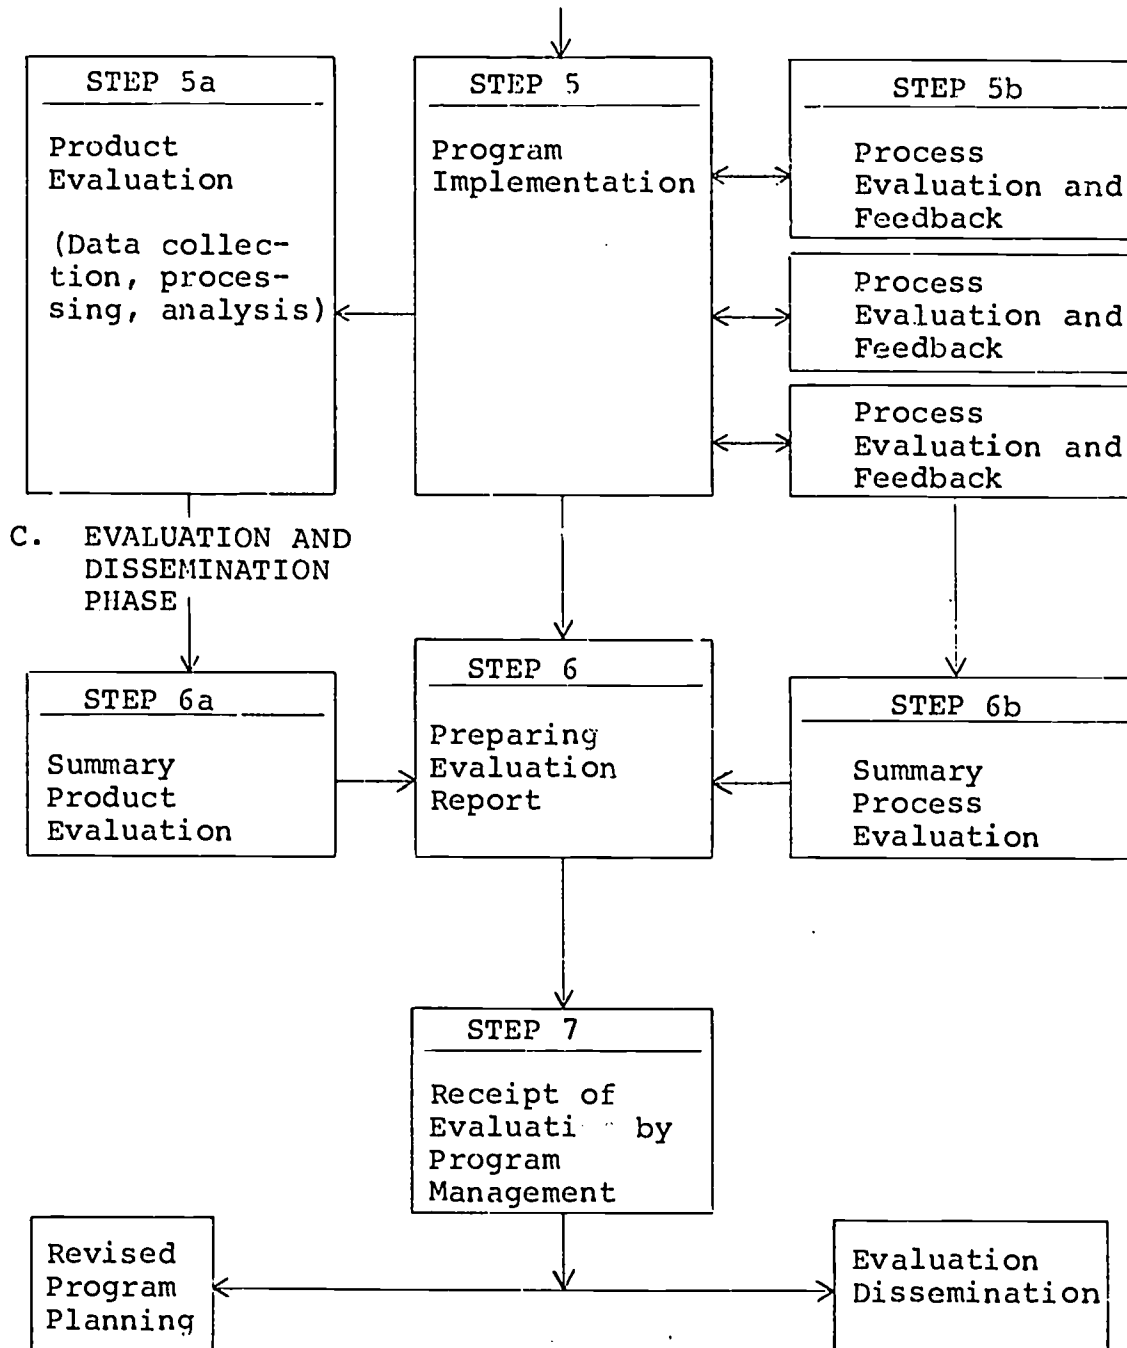 STEP 5a
Product
Evaluation
(Data collec-
tion, proces-
sing, analysis)
STEP 5
Program
Implementation
STEP 5b
Process
Evaluation and
Feedback
Process
Evaluation and
Feedback
Process
Evaluation and
Feedback
C. EVALUATION AND
DISSEMINATION
PHASE
STEP 6a
Summary
Product
Evaluation
STEP 6
Preparing
Evaluation
Report
STEP 6b
Summary
Process
Evaluation
STEP 7
Receipt of
Evaluati by
Program
Management
Revised
Program
Planning
Evaluation
Dissemination